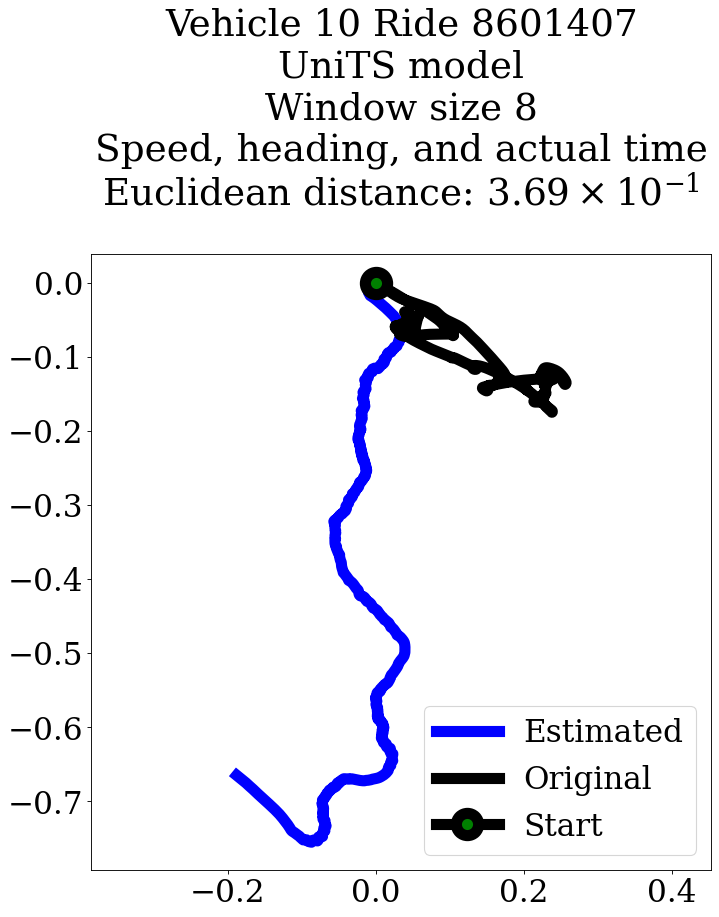 Vehicle 10 Ride 8601407
UniTS model
Window size 8
Speed, heading, and actual time
Euclidean distance: 3.69 × 10⁻¹
0.0
−0.1
−0.2
−0.3
−0.4
−0.5
−0.6
−0.7
Estimated
Original
Start
−0.2 0.0 0.2 0.4